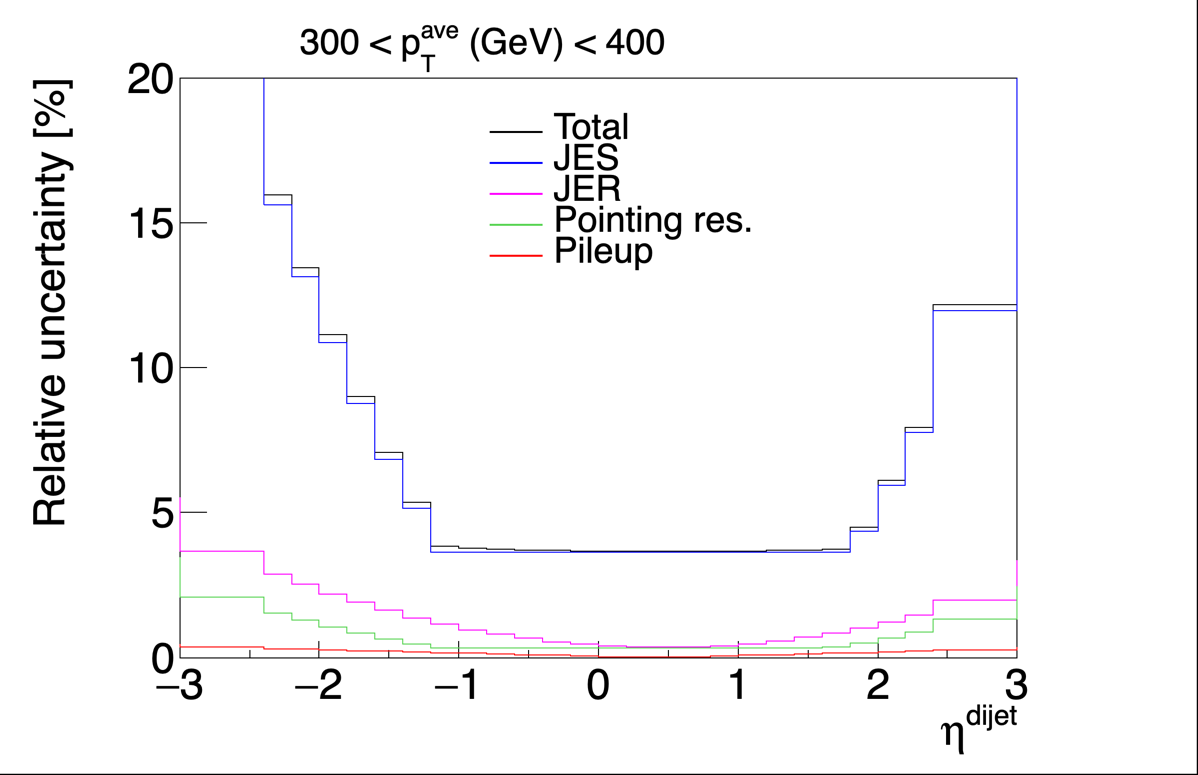 300 < p_T^ave (GeV) < 400
Relative uncertainty [%]
20
15
10
5
0
Total
JES
JER
Pointing res.
Pileup
−3 −2 −1 0 1 2 3
η^dijet